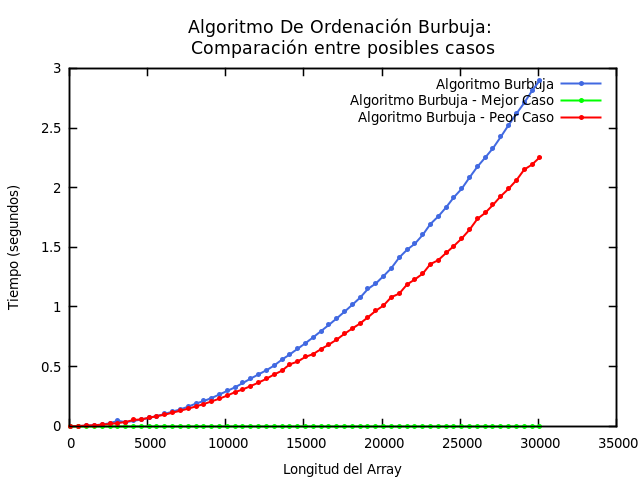 Algoritmo De Ordenación Burbuja:
Comparación entre posibles casos
3
2.5
2
1.5
1
0.5
0
Tiempo (segundos)
Algoritmo Burbuja
Algoritmo Burbuja - Mejor Caso
Algoritmo Burbuja - Peor Caso
0 5000 10000 15000 20000 25000 30000 35000
Longitud del Array